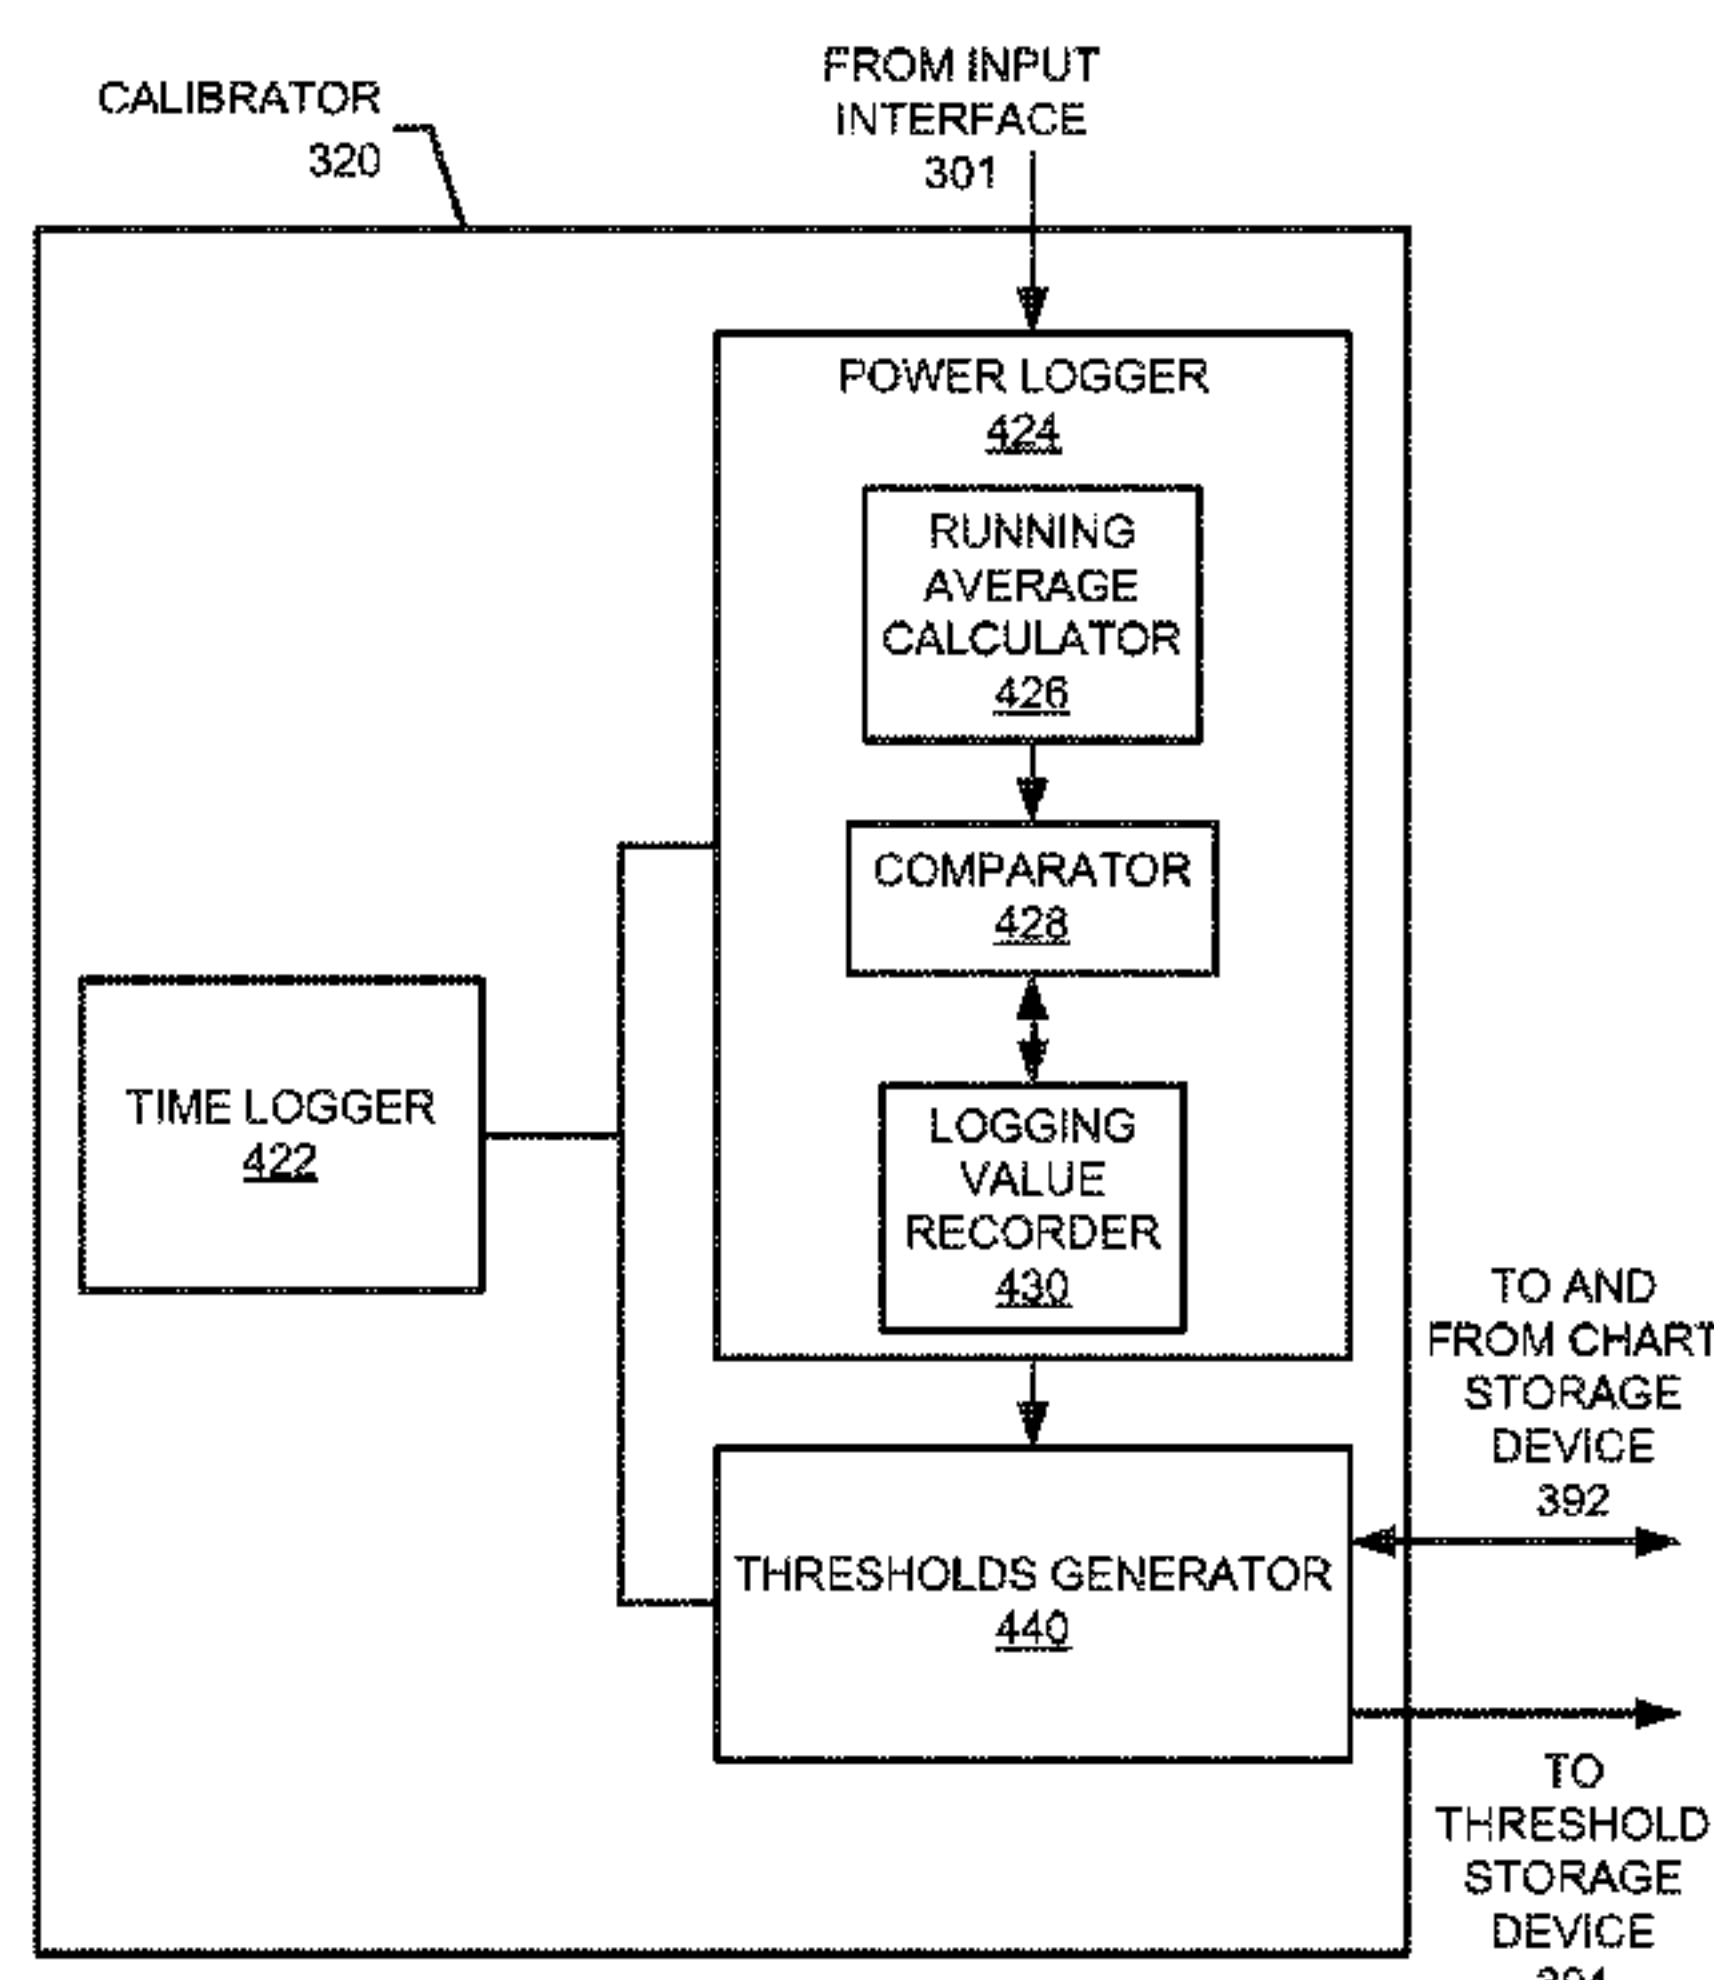 CALIBRATOR
320
FROM INPUT
INTERFACE
301
POWER LOGGER
424
RUNNING
AVERAGE
CALCULATOR
426
COMPARATOR
428
TIME LOGGER
422
LOGGING
VALUE
RECORDER
430
TO AND
FROM CHART
STORAGE
DEVICE
392
THRESHOLDS GENERATOR
440
TO
THRESHOLD
STORAGE
DEVICE